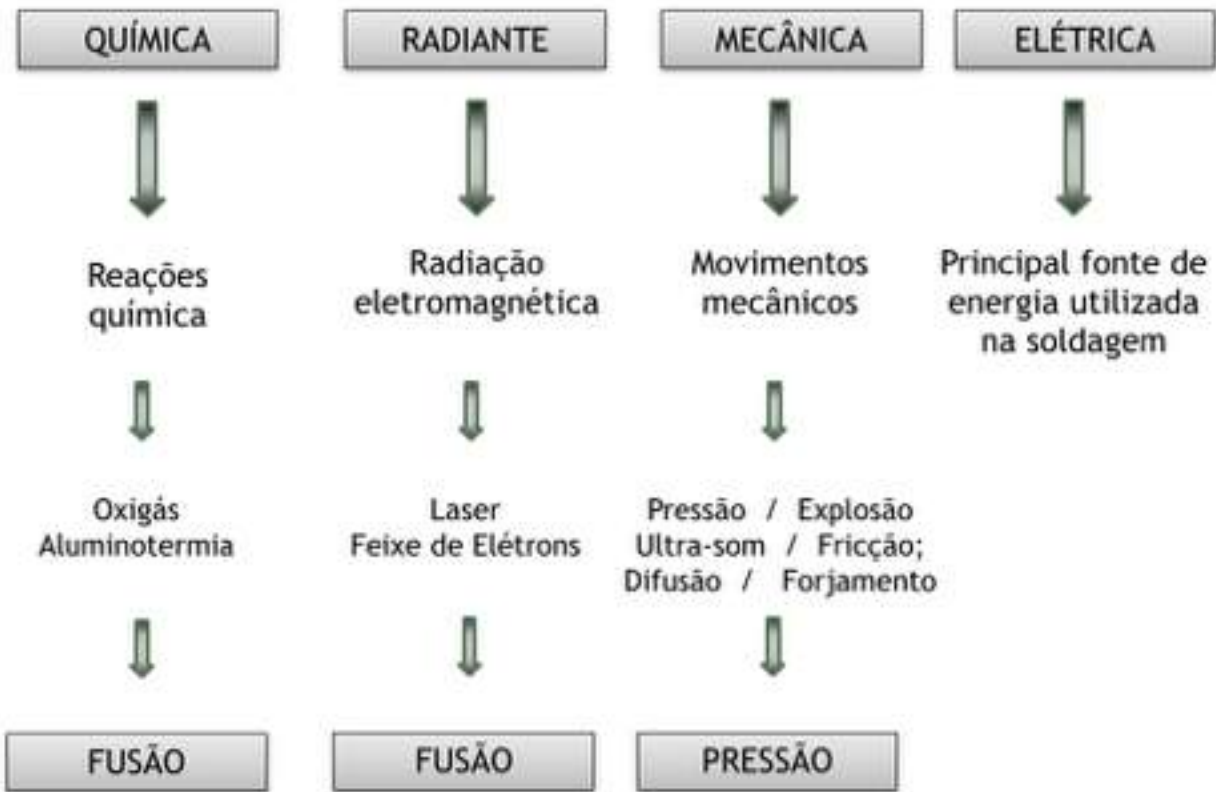 QUÍMICA
RADIANTE
MECÂNICA
ELÉTRICA
Reações
química
Radiação
eletromagnética
Movimentos
mecânicos
Principal fonte de
energia utilizada
na soldagem
Oxigás
Aluminotermia
Laser
Feixe de Elétrons
Pressão / Explosão
Ultra-som / Fricção;
Difusão / Forjamento
FUSÃO
FUSÃO
PRESSÃO